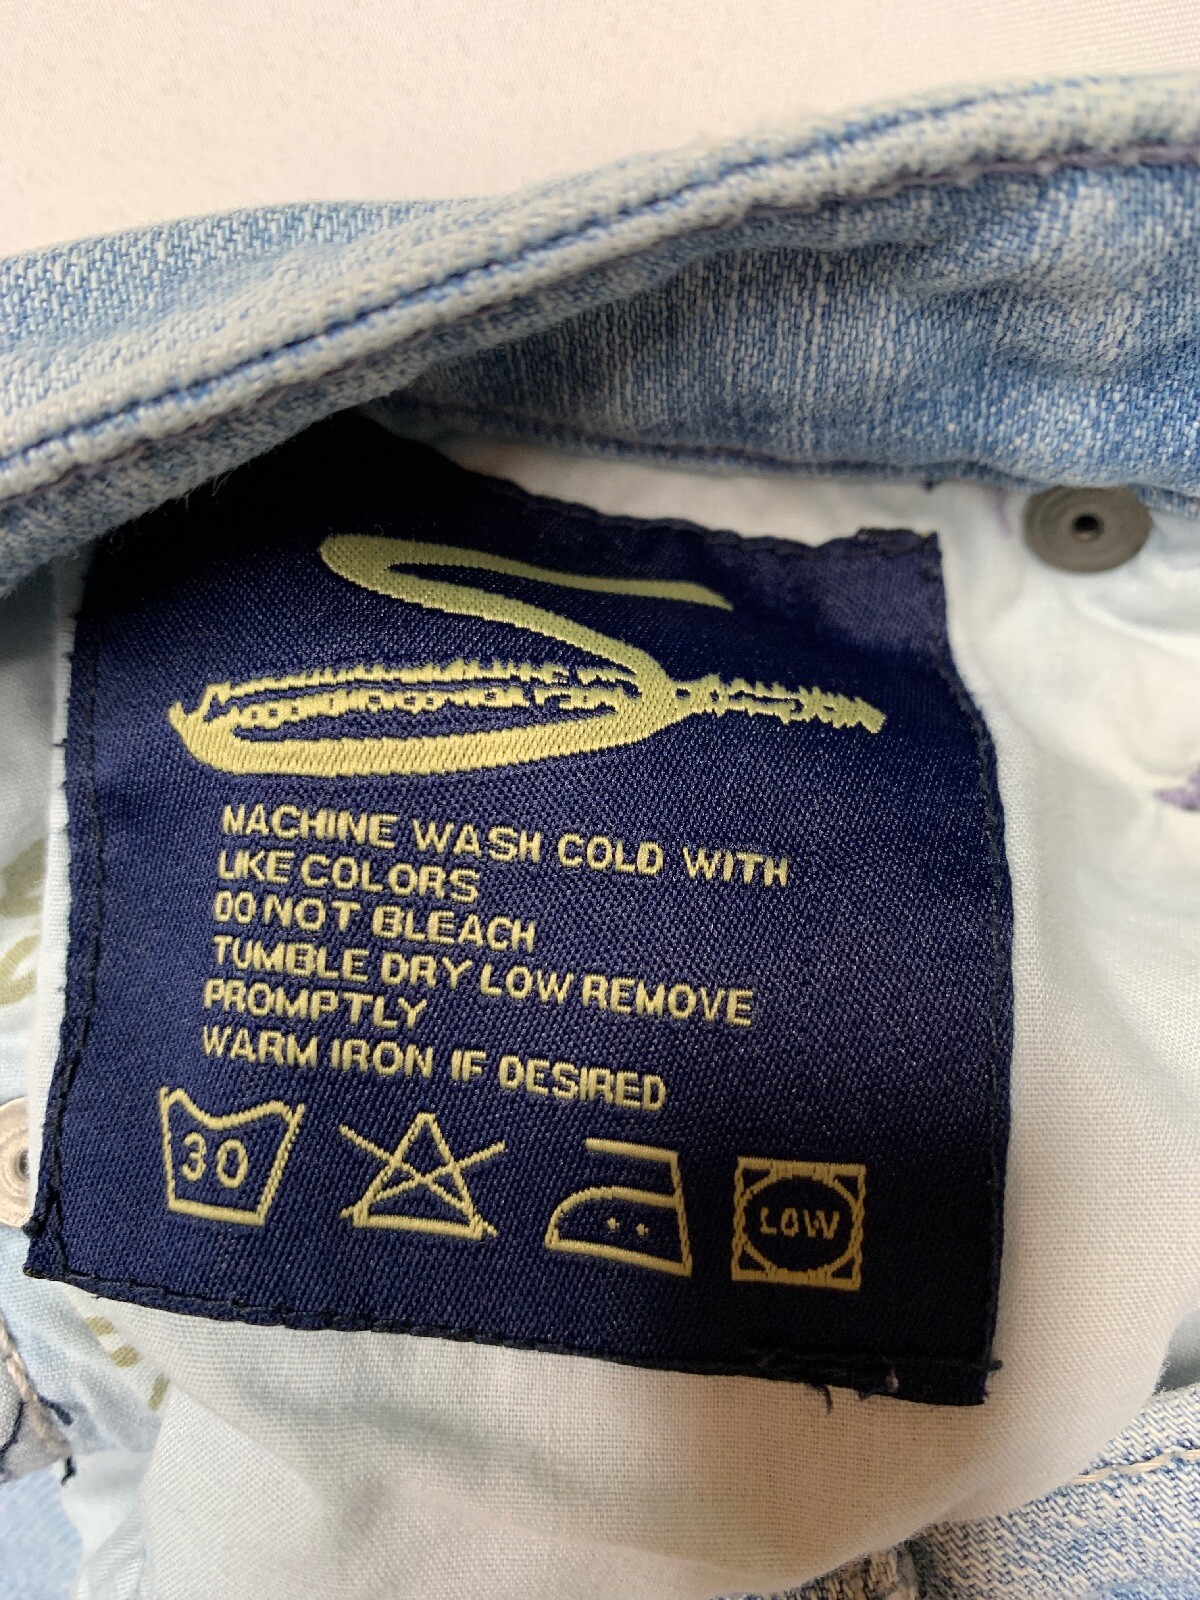 MACHINE WASH COLD WITH
LIKE COLORS
DO NOT BLEACH
TUMBLE DRY LOW REMOVE
PROMPTLY
WARM IRON IF DESIRED
30
LOW